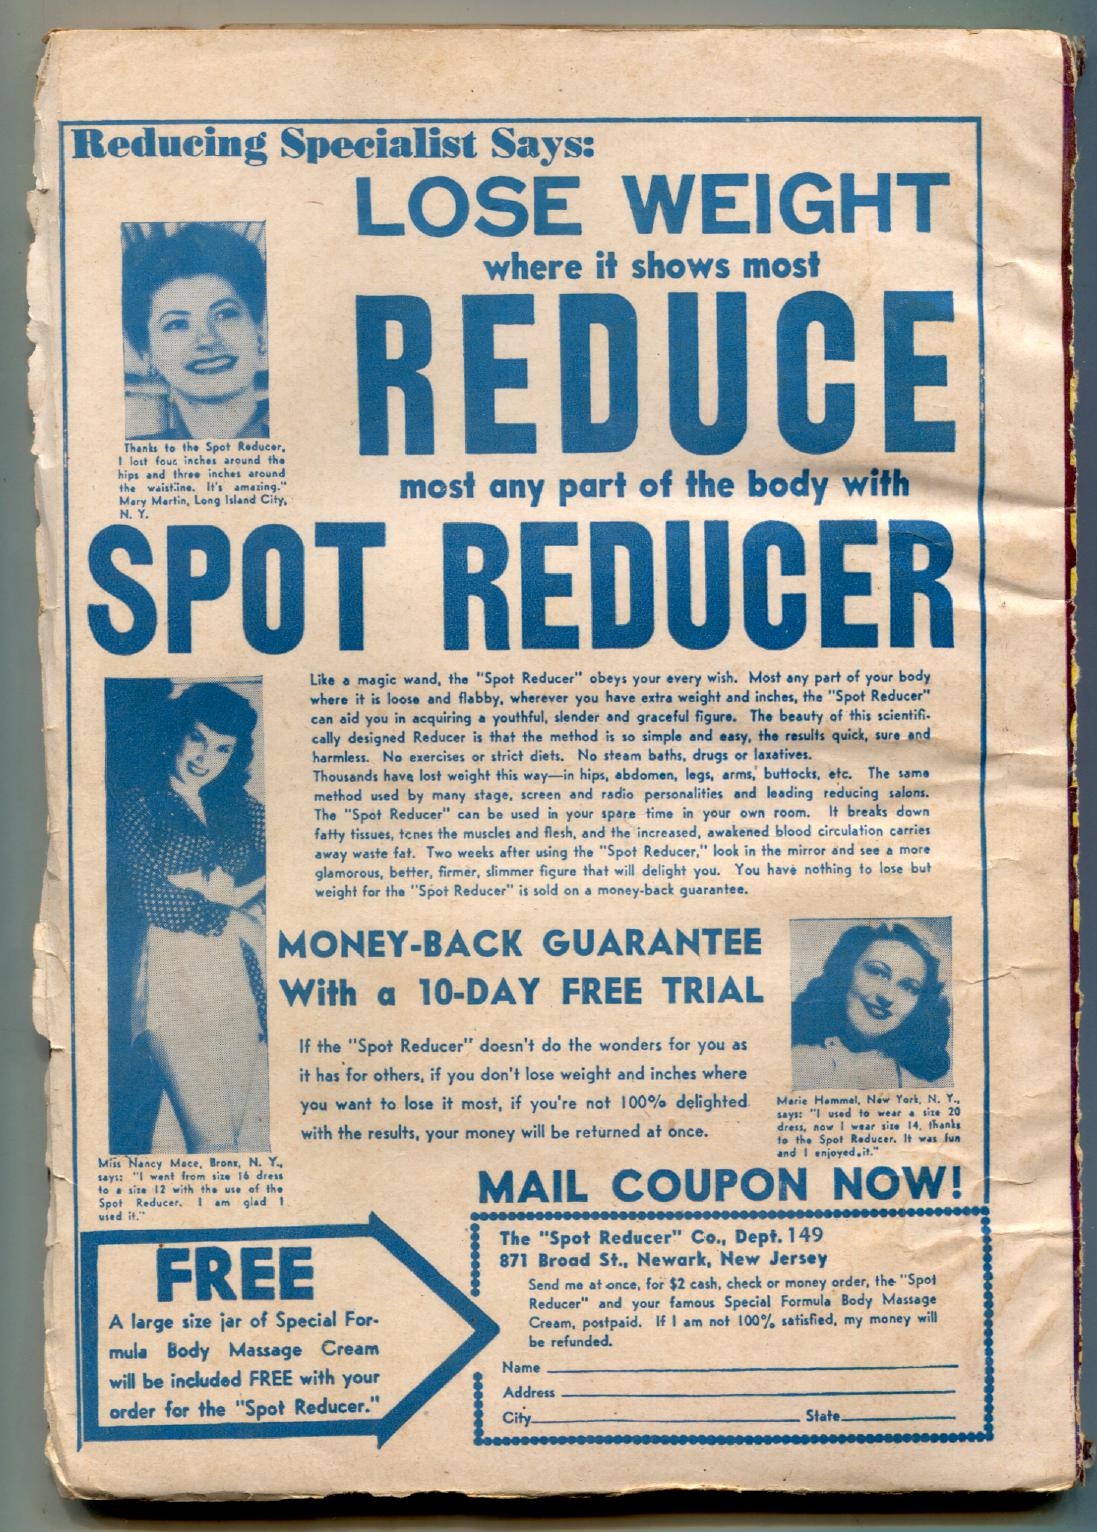 Reducing Specialist Says:
LOSE WEIGHT
where it shows most
REDUCE
most any part of the body with
Thanks to the Spot Reducer,
I lost four inches around the
hips and three inches around
the waistline. It's amazing."
Mary Martin, Long Island City,
N. Y.
SPOT REDUCER
Like a magic wand, the "Spot Reducer" obeys your every wish. Most any part of your body
where it is loose and flabby, wherever you have extra weight and inches, the "Spot Reducer"
can aid you in acquiring a youthful, slender and graceful figure. The beauty of this scientifi-
cally designed Reducer is that the method is so simple and easy, the results quick, sure and
harmless. No exercises or strict diets. No steam baths, drugs or laxatives.
Thousands have lost weight this way—in hips, abdomen, legs, arms, buttocks, etc. The same
method used by many stage, screen and radio personalities and leading reducing salons.
The "Spot Reducer" can be used in your spare time in your own room. It breaks down
fatty tissues, tones the muscles and flesh, and the increased, awakened blood circulation carries
away waste fat. Two weeks after using the "Spot Reducer," look in the mirror and see a more
glamorous, better, firmer, slimmer figure that will delight you. You have nothing to lose but
weight for the "Spot Reducer" is sold on a money-back guarantee.
MONEY-BACK GUARANTEE
With a 10-DAY FREE TRIAL
If the "Spot Reducer" doesn't do the wonders for you as
it has for others, if you don't lose weight and inches where
you want to lose it most, if you're not 100% delighted
with the results, your money will be returned at once.
Marie Hammel, New York, N. Y.,
says: "I used to wear a size 20
dress, now I wear size 14, thanks
to the Spot Reducer. It was fun
and I enjoyed it."
Miss Nancy Mace, Bronx, N. Y.,
says: "I went from size 16 dress
to a size 12 with the use of the
Spot Reducer. I am glad I
used it."
MAIL COUPON NOW!
FREE
A large size jar of Special For-
mula Body Massage Cream
will be included FREE with your
order for the "Spot Reducer."
The "Spot Reducer" Co., Dept. 149
871 Broad St., Newark, New Jersey
Send me at once, for $2 cash, check or money order, the "Spot
Reducer" and your famous Special Formula Body Massage
Cream, postpaid. If I am not 100% satisfied, my money will
be refunded.
Name
Address
City State